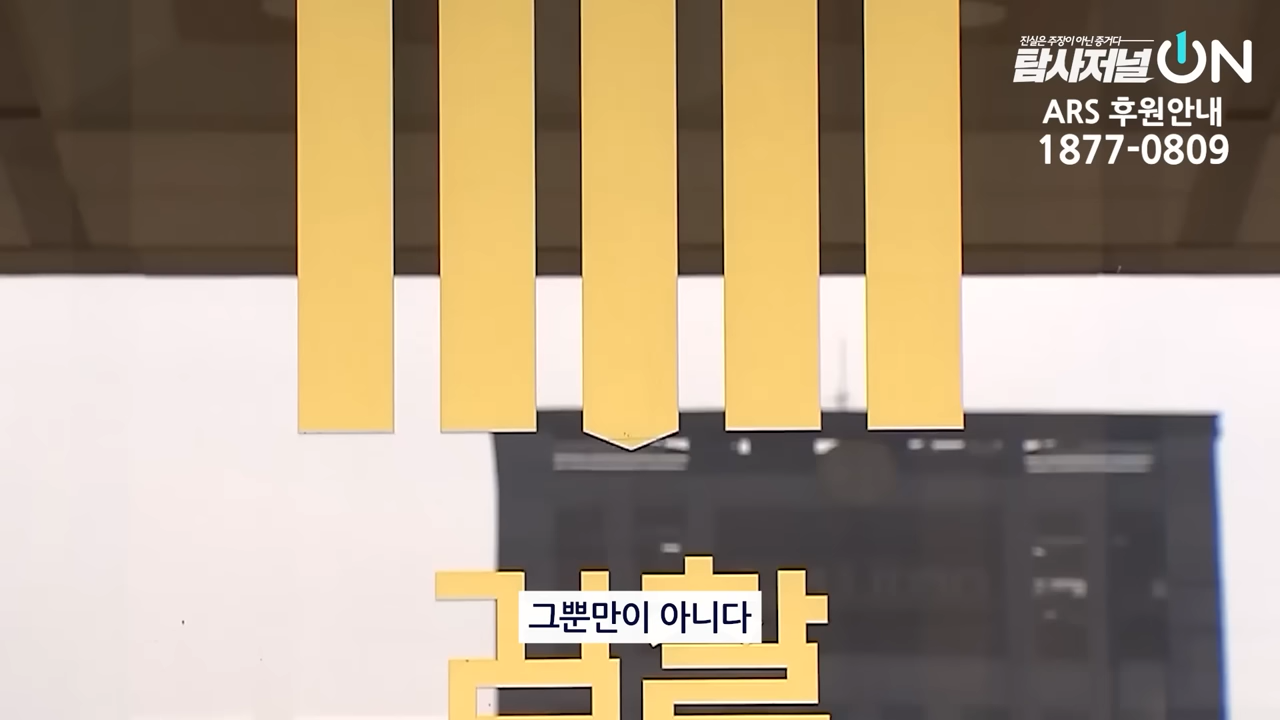 진실은 주장이 아닌 증거다
탐사저널 ON
ARS 후원안내
1877-0809
검찰
그뿐만이 아니다